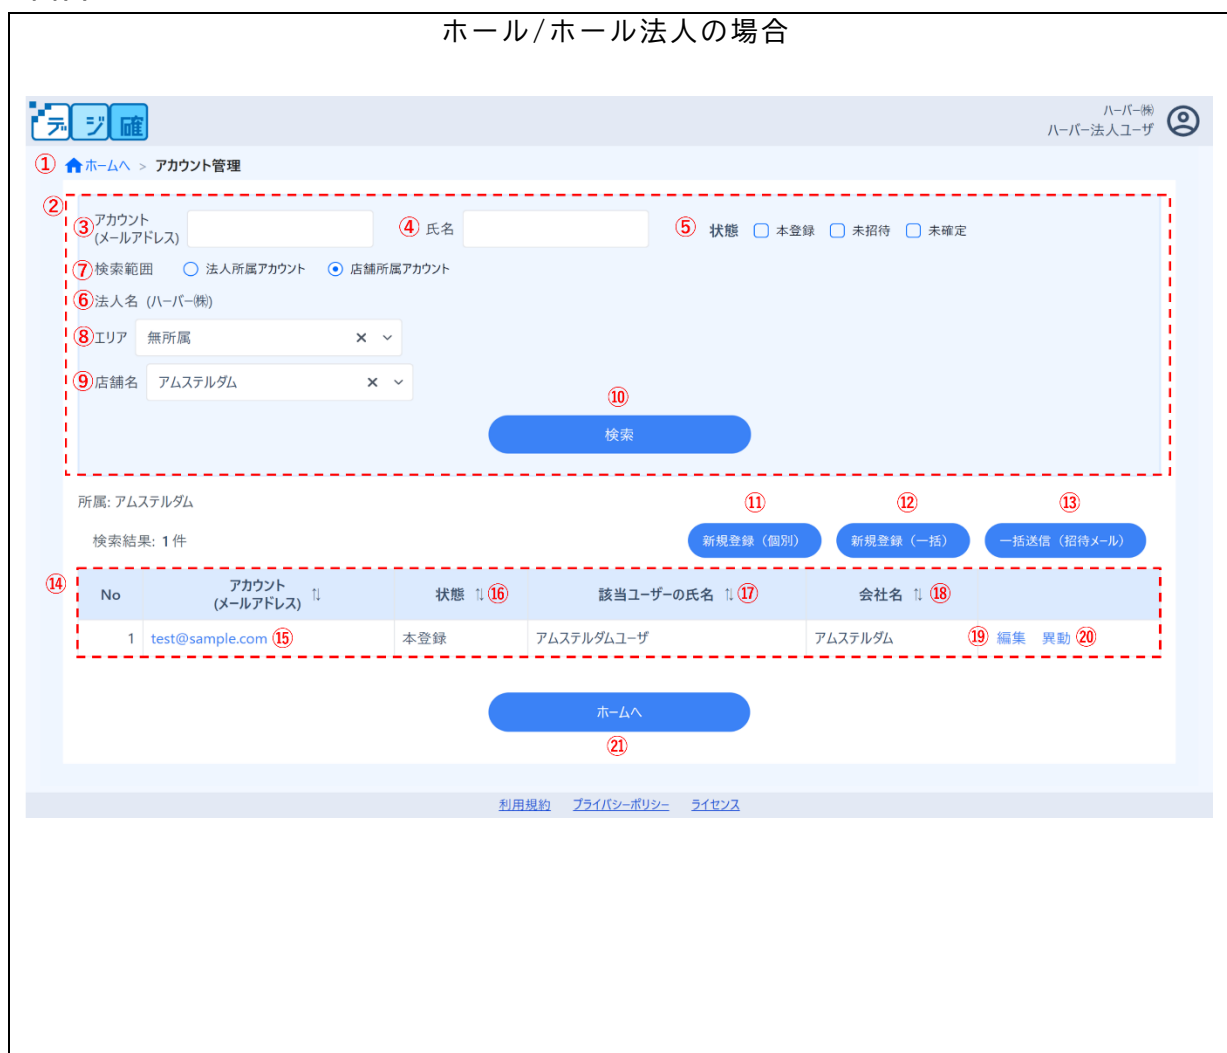 ホール/ホール法人の場合
デジ確
ハーバー㈱
ハーバー法人ユーザ
① ホームへ > アカウント管理
②
③ アカウント
(メールアドレス)
④ 氏名
⑤ 状態 本登録 未招待 未確定
⑦ 検索範囲 法人所属アカウント 店舗所属アカウント
⑥ 法人名 (ハーバー㈱)
⑧ エリア 無所属 ✕
⑨ 店舗名 アムステルダム ✕
⑩
検索
所属: アムステルダム
⑪ ⑫ ⑬
検索結果: 1 件 新規登録（個別） 新規登録（一括） 一括送信（招待メール）
⑭
No アカウント
(メールアドレス) ⇅ 状態 ⇅ ⑯ 該当ユーザーの氏名 ⇅ ⑰ 会社名 ⇅ ⑱
1 test@sample.com ⑮ 本登録 アムステルダムユーザ アムステルダム ⑲ 編集 異動 ⑳
ホームへ
㉑
利用規約 プライバシーポリシー ライセンス